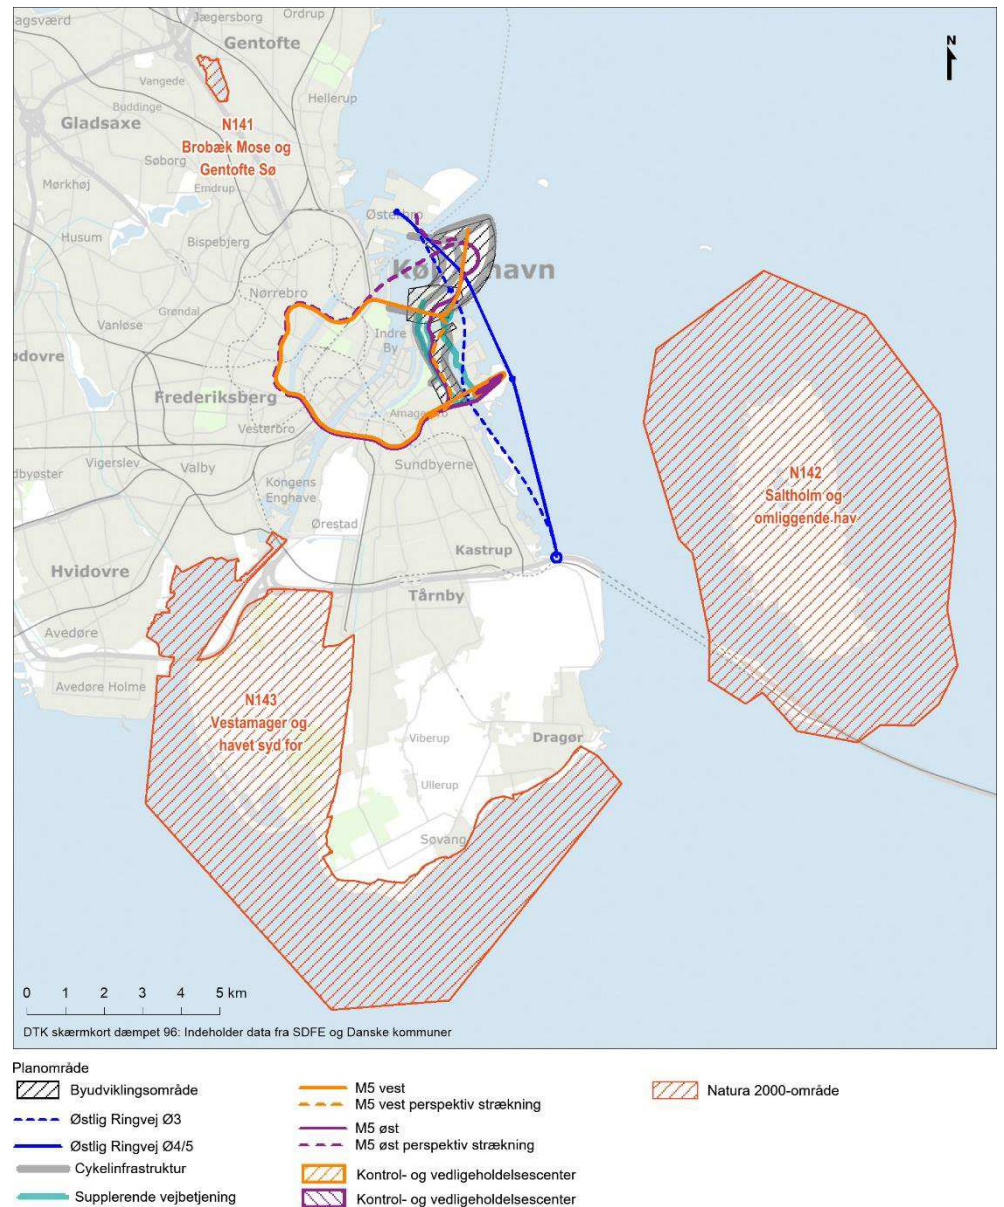 agsværd
Jægersborg
Ordrup
Gentofte
N
Vangede
Buddinge
Hellerup
Gladsaxe
N141
Brobæk Mose og
Gentofte Sø
Søborg
Emdrup
Mørkhøj
Østerbro
Husum
Bispebjerg
Nørrebro
Grøndal
Vanløse
Indre
By
ødovre
Frederiksberg
Amagerbro
Vesterbro
Sundbyerne
Vigerslev
Valby
dbyøster
Kongens
Enghave
N142
Saltholm og
omliggende hav
Ørestad
Kastrup
Hvidovre
Tårnby
Avedøre
Avedøre Holme
N143
Vestamager og
havet syd for
Viberup
Dragør
Ullerup
Søvang
0 1 2 3 4 5 km
DTK skærmkort dæmpet 96: Indeholder data fra SDFE og Danske kommuner
Planområde
Byudviklingsområde
Østlig Ringvej Ø3
Østlig Ringvej Ø4/5
Cykelinfrastruktur
Supplerende vejbetjening
M5 vest
M5 vest perspektiv strækning
M5 øst
M5 øst perspektiv strækning
Kontrol- og vedligeholdelsescenter
Kontrol- og vedligeholdelsescenter
Natura 2000-område